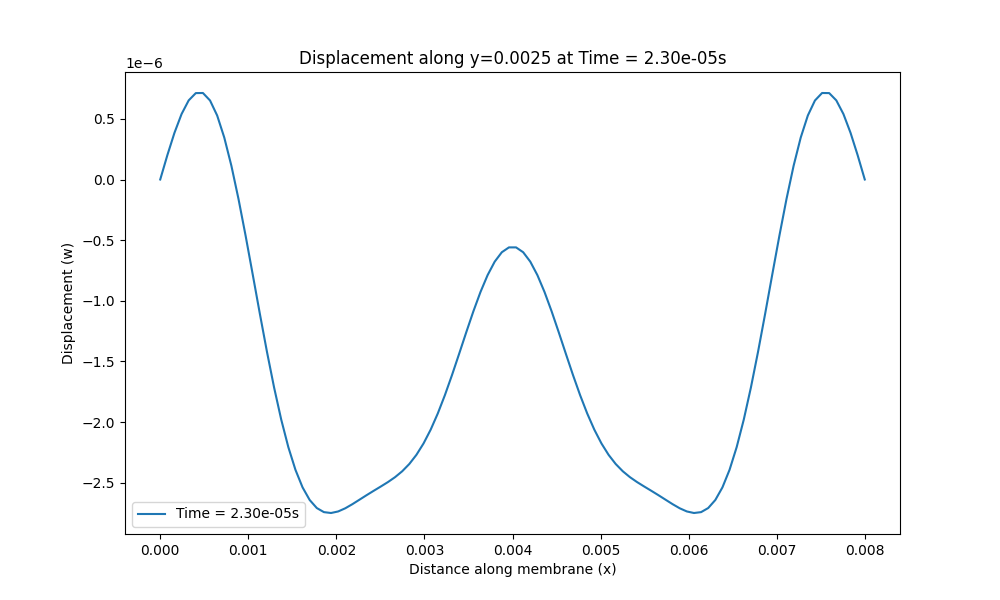 Displacement along y=0.0025 at Time = 2.30e-05s
1e−6
0.5
0.0
−0.5
−1.0
−1.5
−2.0
−2.5
Displacement (w)
Time = 2.30e-05s
0.000 0.001 0.002 0.003 0.004 0.005 0.006 0.007 0.008
Distance along membrane (x)